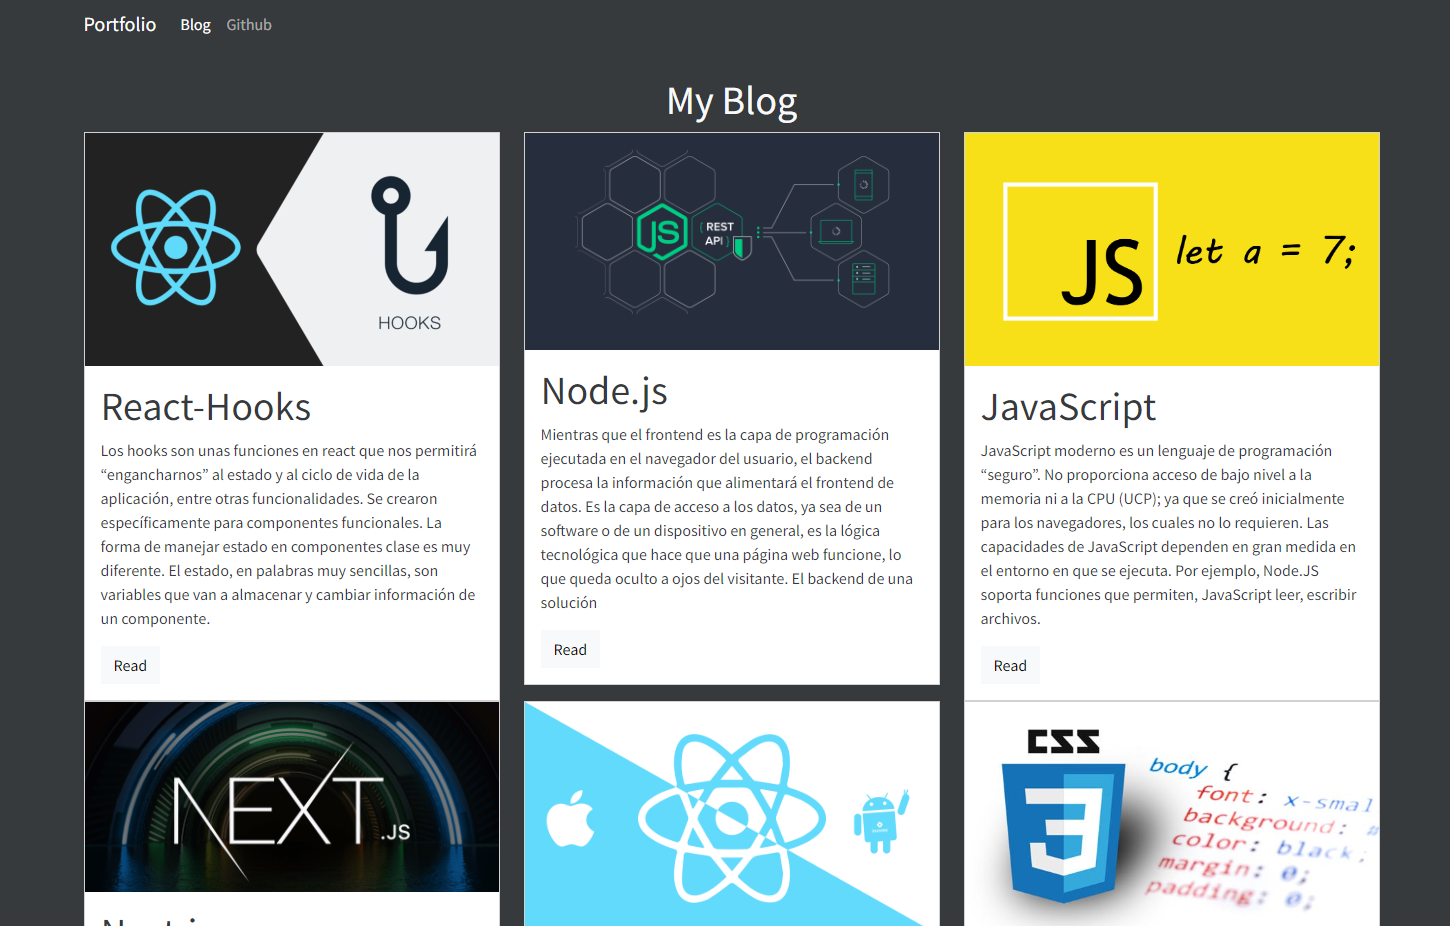 Portfolio Blog Github
My Blog
HOOKS
React-Hooks
Los hooks son unas funciones en react que nos permitirá
“engancharnos” al estado y al ciclo de vida de la
aplicación, entre otras funcionalidades. Se crearon
específicamente para componentes funcionales. La
forma de manejar estado en componentes clase es muy
diferente. El estado, en palabras muy sencillas, son
variables que van a almacenar y cambiar información de
un componente.
Read
JS
{ REST
API }
Node.js
Mientras que el frontend es la capa de programación
ejecutada en el navegador del usuario, el backend
procesa la información que alimentará el frontend de
datos. Es la capa de acceso a los datos, ya sea de un
software o de un dispositivo en general, es la lógica
tecnológica que hace que una página web funcione, lo
que queda oculto a ojos del visitante. El backend de una
solución
Read
JS
let a = 7;
JavaScript
JavaScript moderno es un lenguaje de programación
“seguro”. No proporciona acceso de bajo nivel a la
memoria ni a la CPU (UCP); ya que se creó inicialmente
para los navegadores, los cuales no lo requieren. Las
capacidades de JavaScript dependen en gran medida en
el entorno en que se ejecuta. Por ejemplo, Node.JS
soporta funciones que permiten, JavaScript leer, escribir
archivos.
Read
NEXT.JS
CSS
3
body {
font: x-smal
background: #
color: black;
margin: 0;
padding: 0;